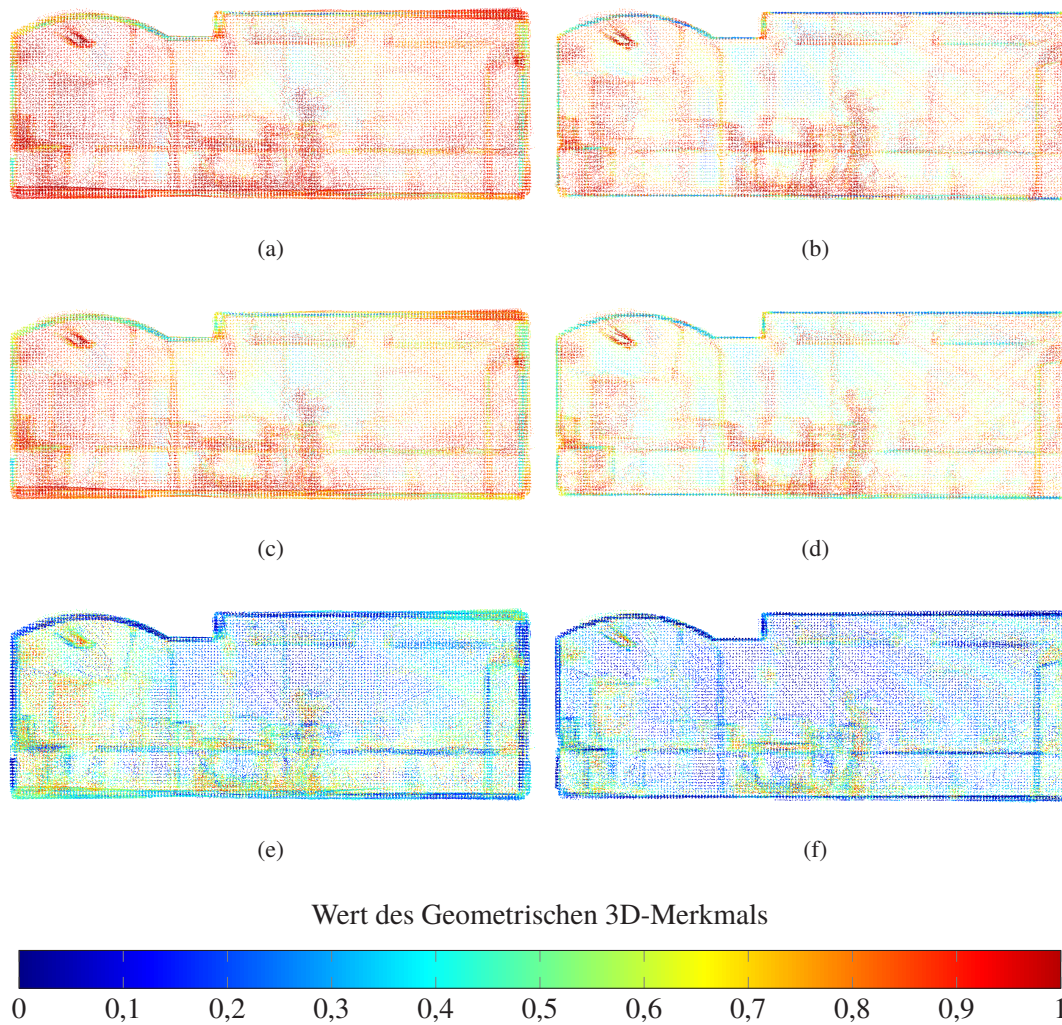 (a) (b)
(c) (d)
(e) (f)
Wert des Geometrischen 3D-Merkmals
0 0,1 0,2 0,3 0,4 0,5 0,6 0,7 0,8 0,9 1